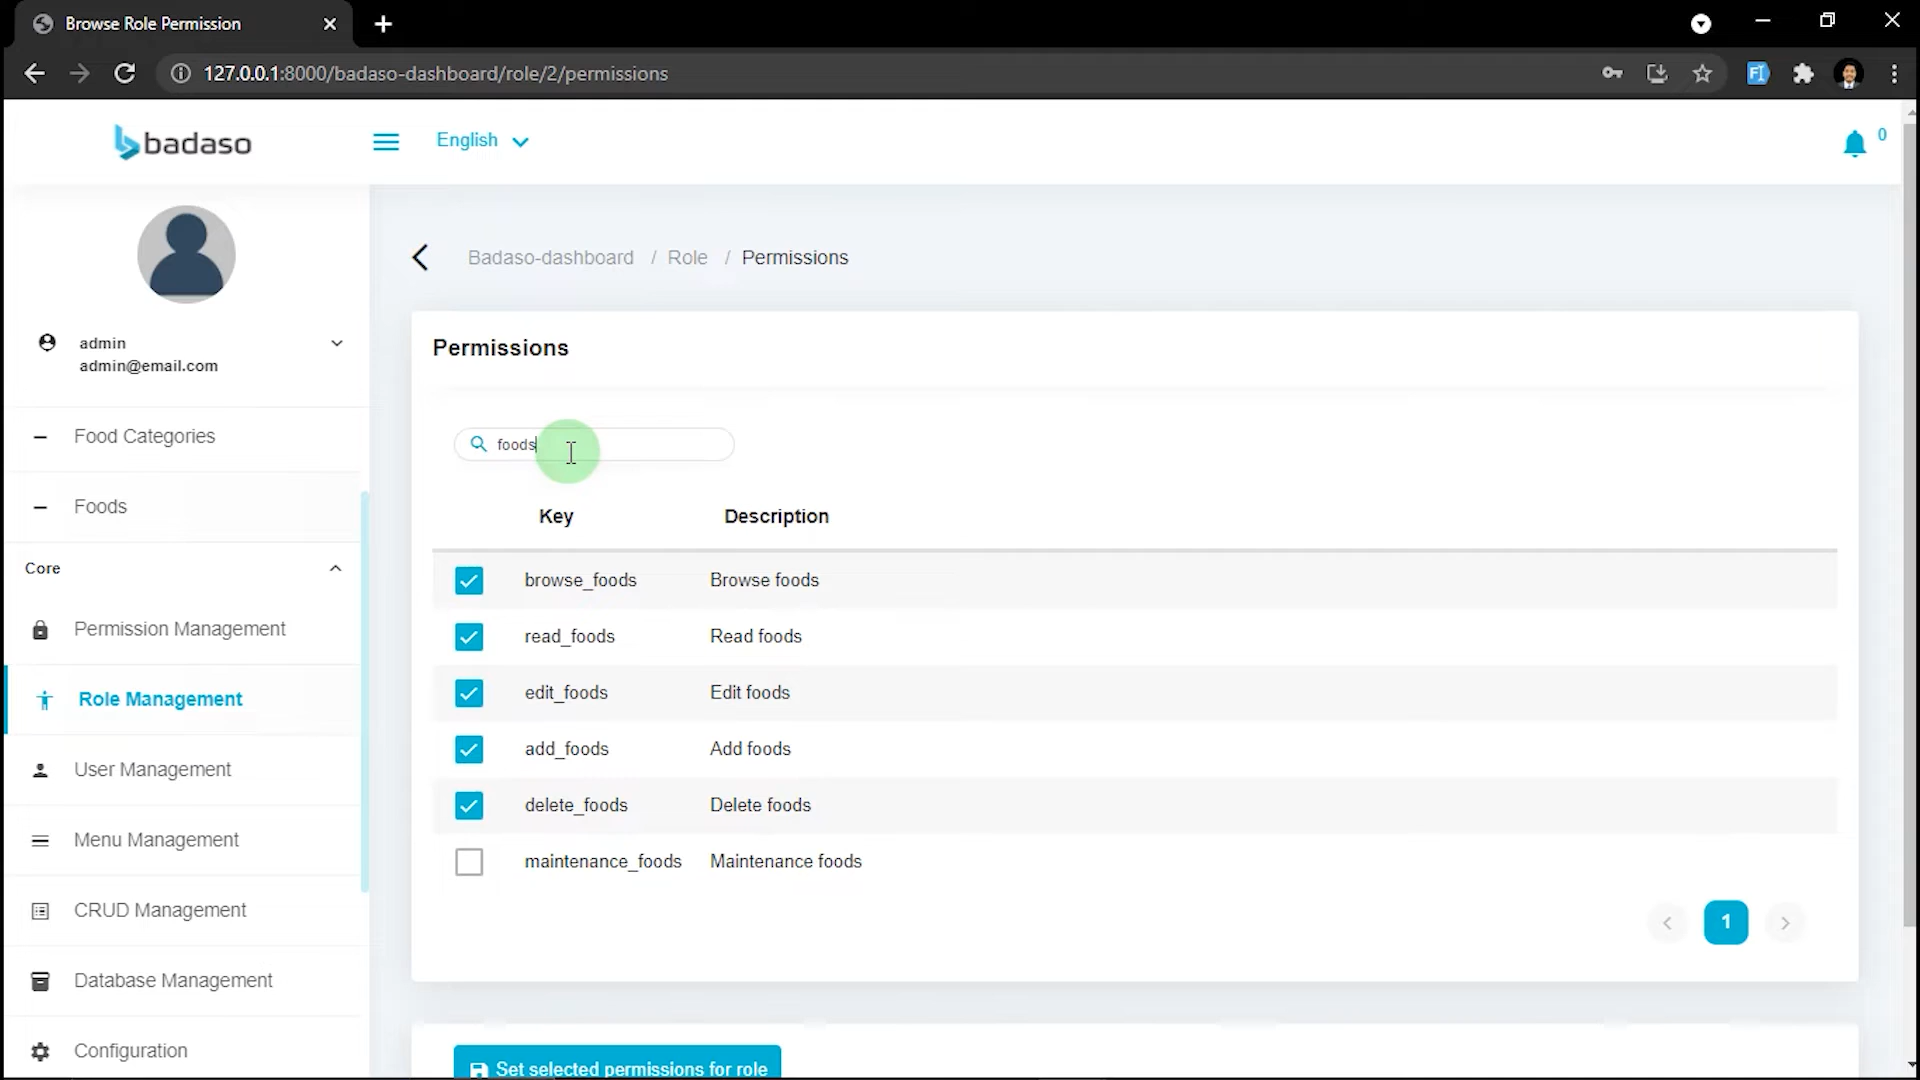 Browse Role Permission
127.0.0.1:8000/badaso-dashboard/role/2/permissions
badaso
English
0
admin
admin@email.com
Food Categories
Foods
Core
Permission Management
Role Management
User Management
Menu Management
CRUD Management
Database Management
Configuration
Badaso-dashboard / Role / Permissions
Permissions
foods
Key Description
browse_foods Browse foods
read_foods Read foods
edit_foods Edit foods
add_foods Add foods
delete_foods Delete foods
maintenance_foods Maintenance foods
1
Set selected permissions for role